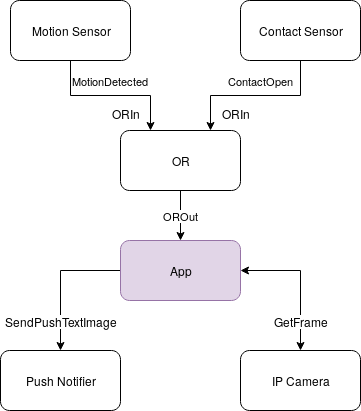 Motion Sensor
Contact Sensor
MotionDetected
ContactOpen
ORIn
ORIn
OR
OROut
App
SendPushTextImage
GetFrame
Push Notifier
IP Camera